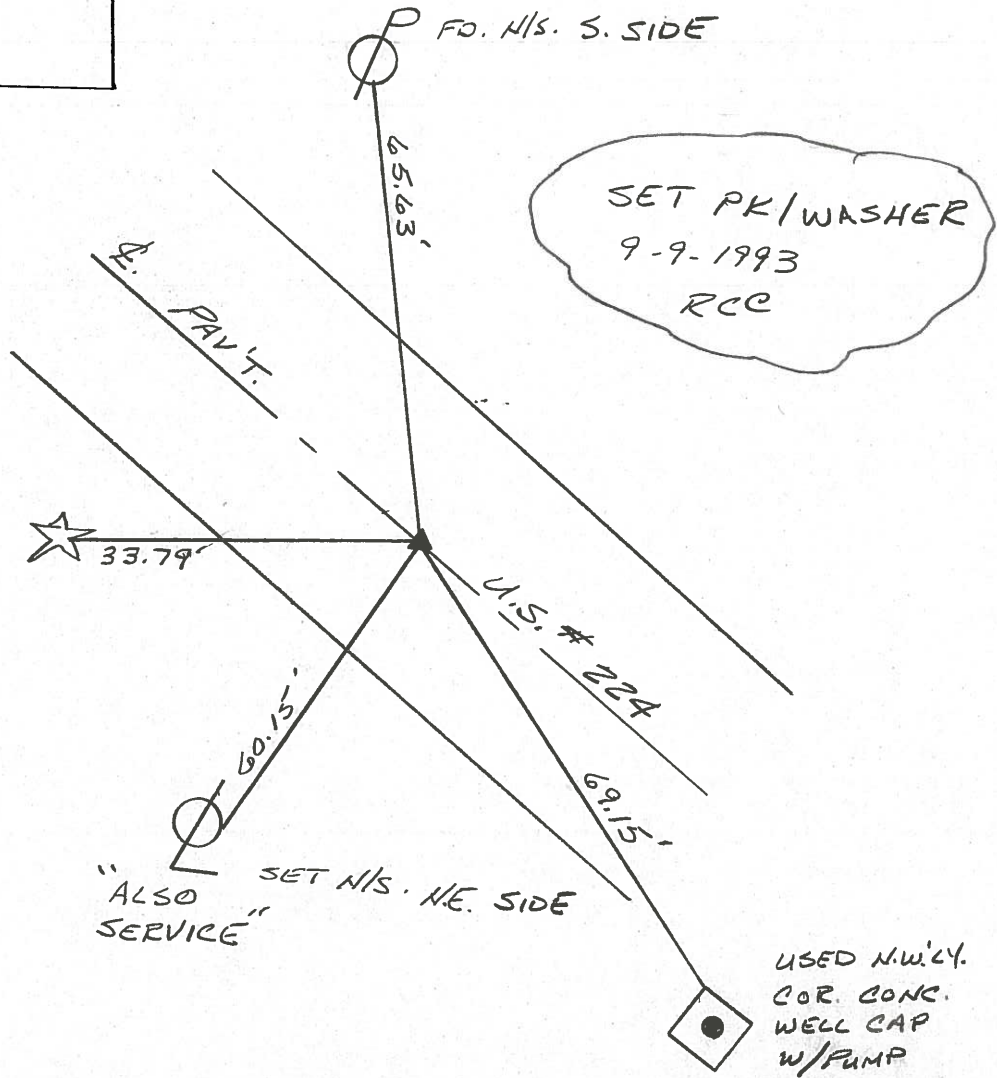 P FD. N/S. S. SIDE
65.63'
SET PK/WASHER
9-9-1993
RCC
℄.
PAV'T.
33.79'
U.S. # 224
60.15'
69.15'
"ALSO
SERVICE"
SET N/S. N.E. SIDE
USED N.W.'LY.
COR. CONC.
WELL CAP
W/PUMP